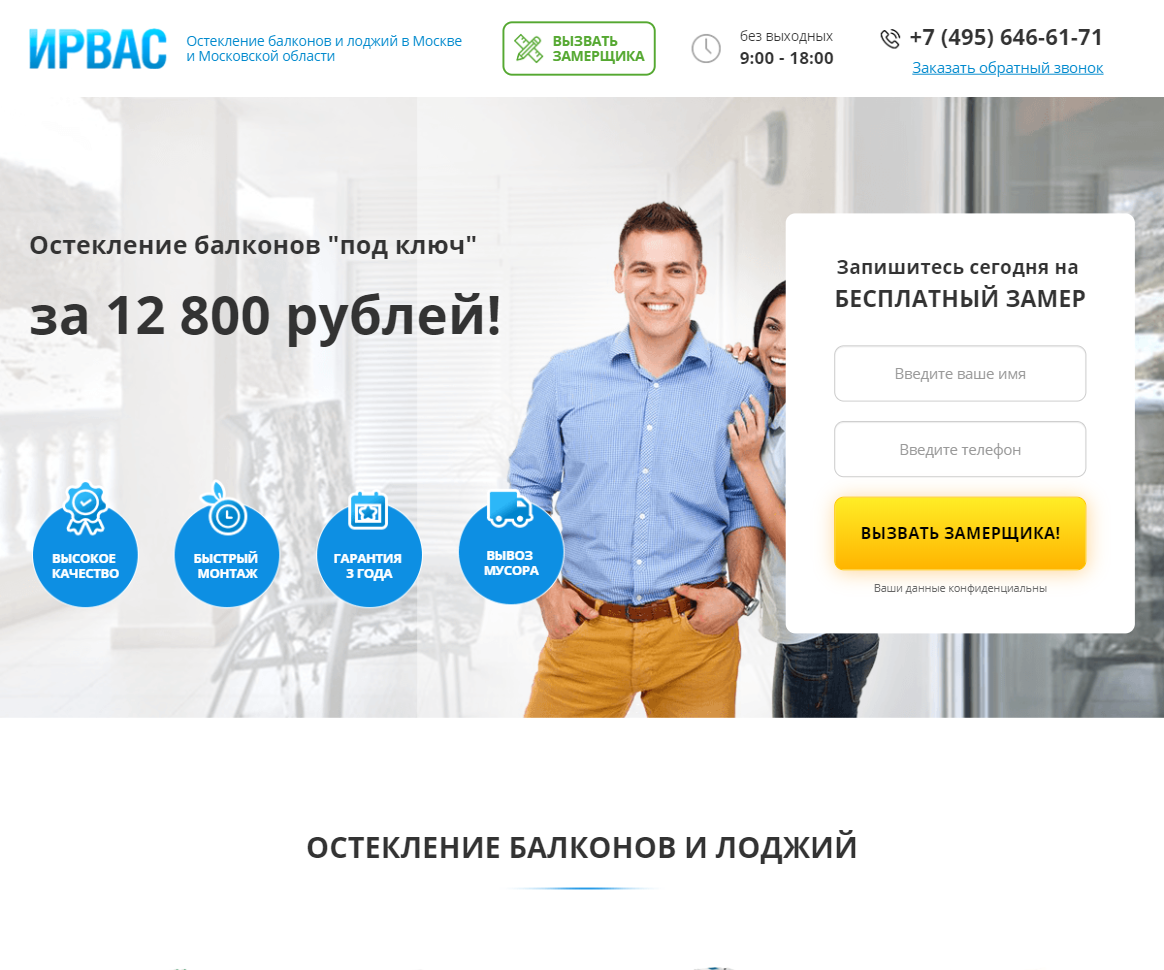 ИРВАС
Остекление балконов и лоджий в Москве
и Московской области
ВЫЗВАТЬ
ЗАМЕРЩИКА
без выходных
9:00 - 18:00
+7 (495) 646-61-71
Заказать обратный звонок
Остекление балконов "под ключ"
за 12 800 рублей!
ВЫСОКОЕ
КАЧЕСТВО
БЫСТРЫЙ
МОНТАЖ
ГАРАНТИЯ
3 ГОДА
ВЫВОЗ
МУСОРА
Запишитесь сегодня на
БЕСПЛАТНЫЙ ЗАМЕР
Введите ваше имя
Введите телефон
ВЫЗВАТЬ ЗАМЕРЩИКА!
Ваши данные конфиденциальны
ОСТЕКЛЕНИЕ БАЛКОНОВ И ЛОДЖИЙ